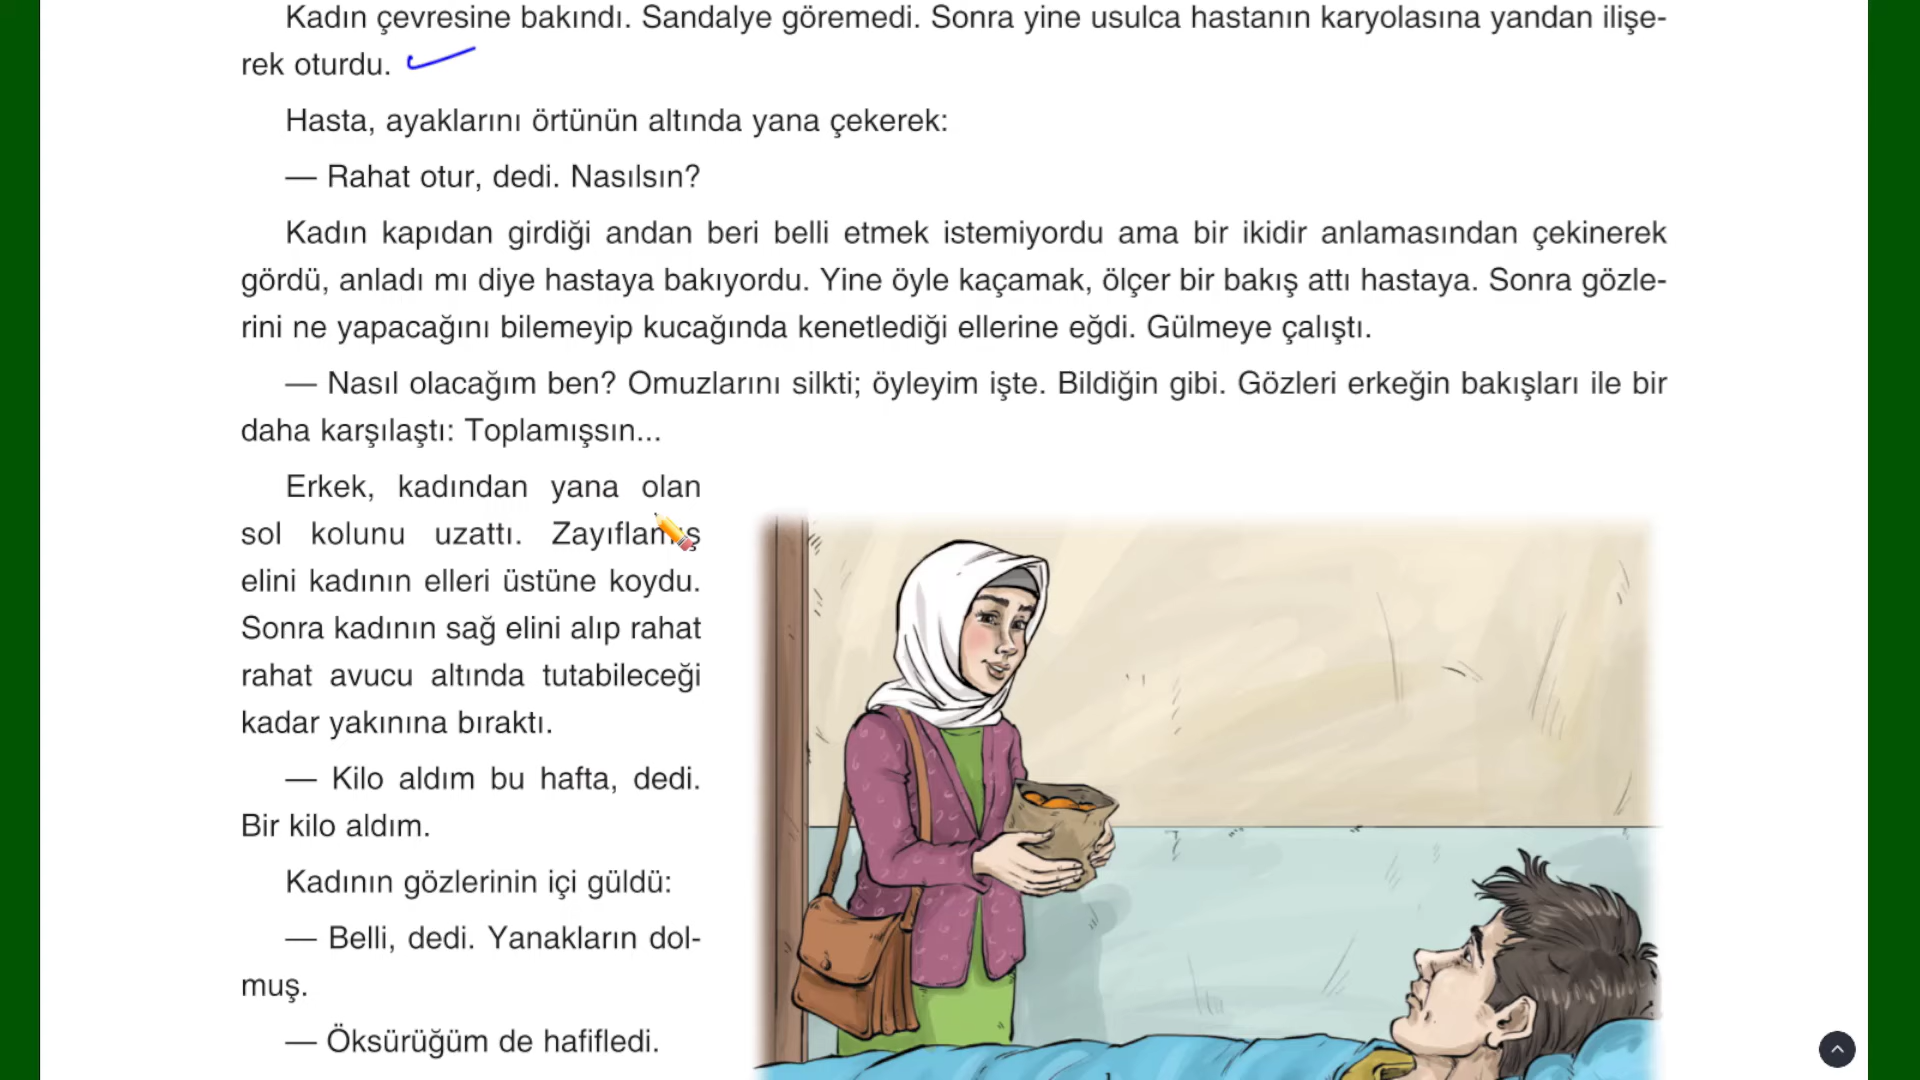 Kadın çevresine bakındı. Sandalye göremedi. Sonra yine usulca hastanın karyolasına yandan ilişe-
rek oturdu.
Hasta, ayaklarını örtünün altında yana çekerek:
— Rahat otur, dedi. Nasılsın?
Kadın kapıdan girdiği andan beri belli etmek istemiyordu ama bir ikidir anlamasından çekinerek
gördü, anladı mı diye hastaya bakıyordu. Yine öyle kaçamak, ölçer bir bakış attı hastaya. Sonra gözle-
rini ne yapacağını bilemeyip kucağında kenetlediği ellerine eğdi. Gülmeye çalıştı.
— Nasıl olacağım ben? Omuzlarını silkti; öyleyim işte. Bildiğin gibi. Gözleri erkeğin bakışları ile bir
daha karşılaştı: Toplamışsın...
Erkek, kadından yana olan
sol kolunu uzattı. Zayıflamış
elini kadının elleri üstüne koydu.
Sonra kadının sağ elini alıp rahat
rahat avucu altında tutabileceği
kadar yakınına bıraktı.
— Kilo aldım bu hafta, dedi.
Bir kilo aldım.
Kadının gözlerinin içi güldü:
— Belli, dedi. Yanakların dol-
muş.
— Öksürüğüm de hafifledi.